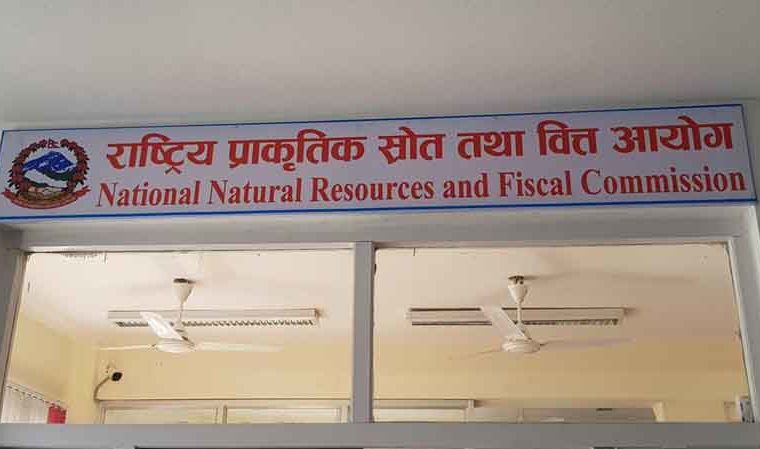 राष्ट्रिय प्राकृतिक स्रोत तथा वित्त आयोग
National Natural Resources and Fiscal Commission